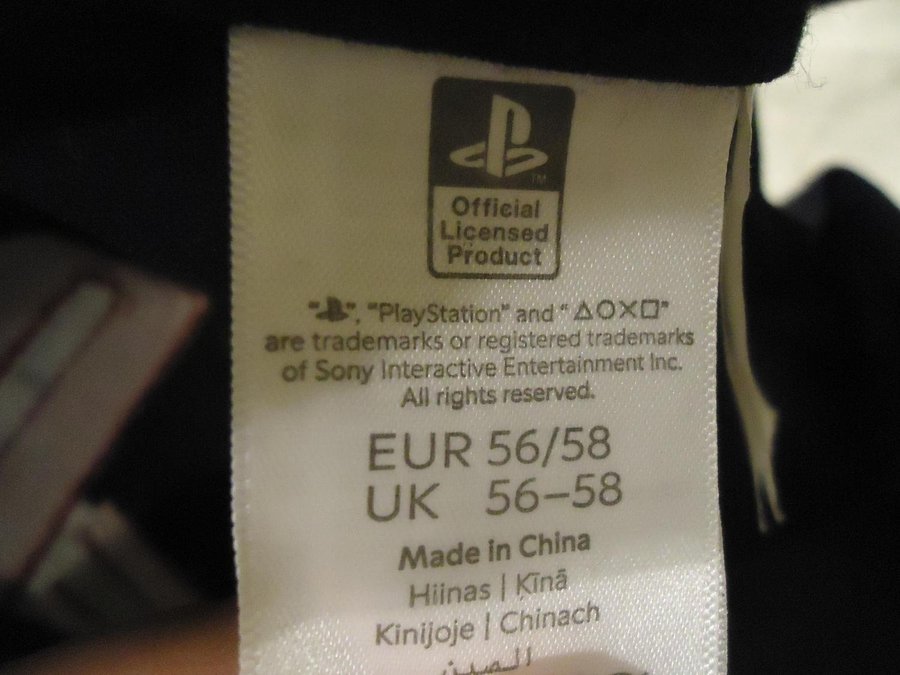 Official
Licensed
Product
" ", "PlayStation" and "△○×□"
are trademarks or registered trademarks
of Sony Interactive Entertainment Inc.
All rights reserved.
EUR 56/58
UK 56–58
Made in China
Hiinas | Ķīnā
Kinijoje | Chinach
الصين